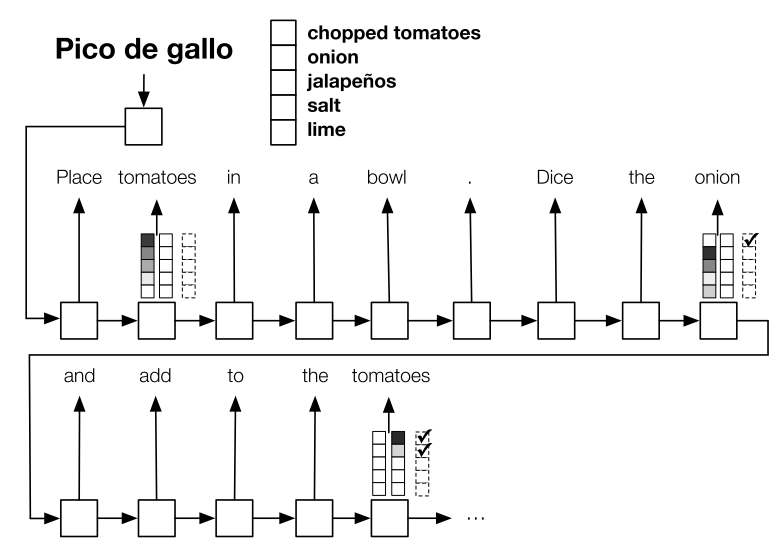 Pico de gallo
chopped tomatoes
onion
jalapeños
salt
lime
Place tomatoes in a bowl . Dice the onion
and add to the tomatoes
...